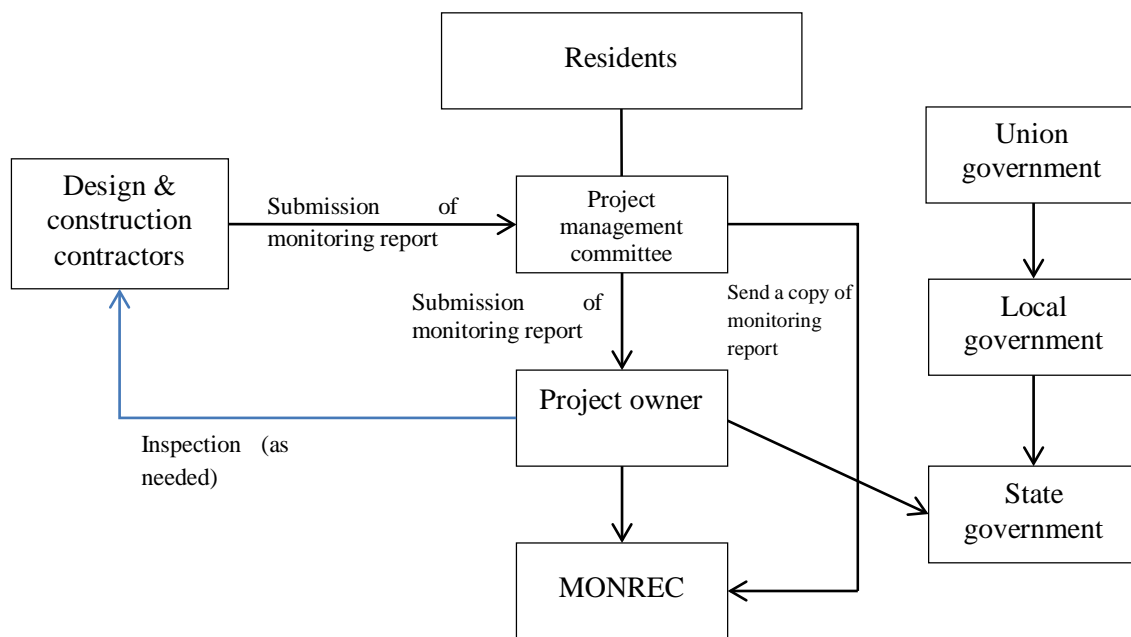 Residents
Union
government
Design &
construction
contractors
Submission of
monitoring report
Project
management
committee
Submission of
monitoring report
Send a copy of
monitoring
report
Local
government
Project owner
Inspection (as
needed)
State
government
MONREC